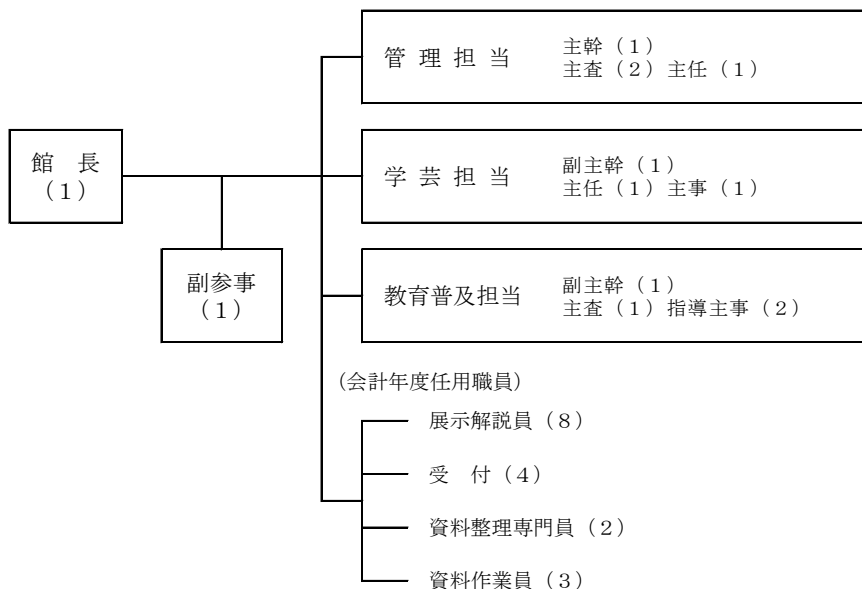 館　長
（１）
副参事
（１）
管 理 担 当
主幹（１）
主査（２）主任（１）
学 芸 担 当
副主幹（１）
主任（１）主事（１）
教育普及担当
副主幹（１）
主査（１）指導主事（２）
(会計年度任用職員)
展示解説員（８）
受　付（４）
資料整理専門員（２）
資料作業員（３）